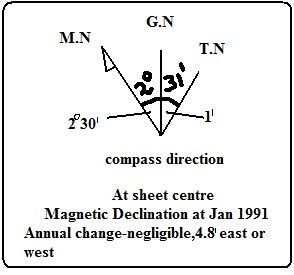 G.N
M.N
T.N
2° 31'
2°30'
1'
compass direction
At sheet centre
Magnetic Declination at Jan 1991
Annual change-negligible,4.8' east or
west